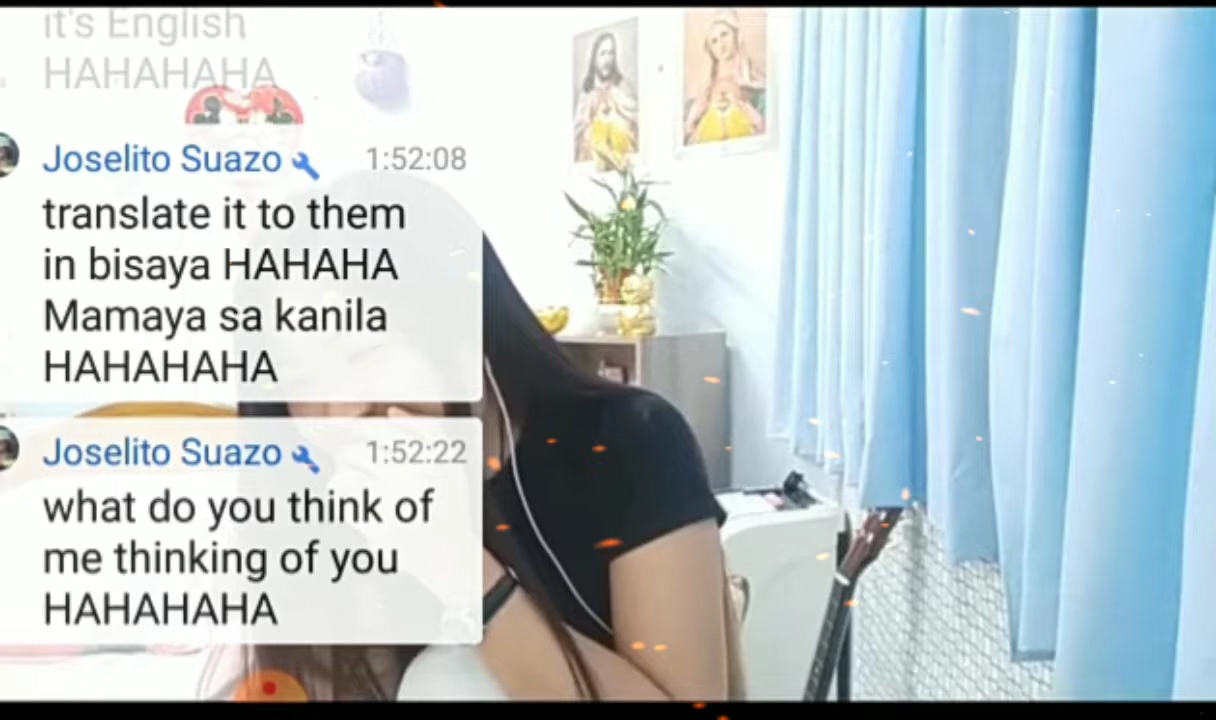 it's English
HAHAHAHA
Joselito Suazo 1:52:08
translate it to them
in bisaya HAHAHA
Mamaya sa kanila
HAHAHAHA
Joselito Suazo 1:52:22
what do you think of
me thinking of you
HAHAHAHA